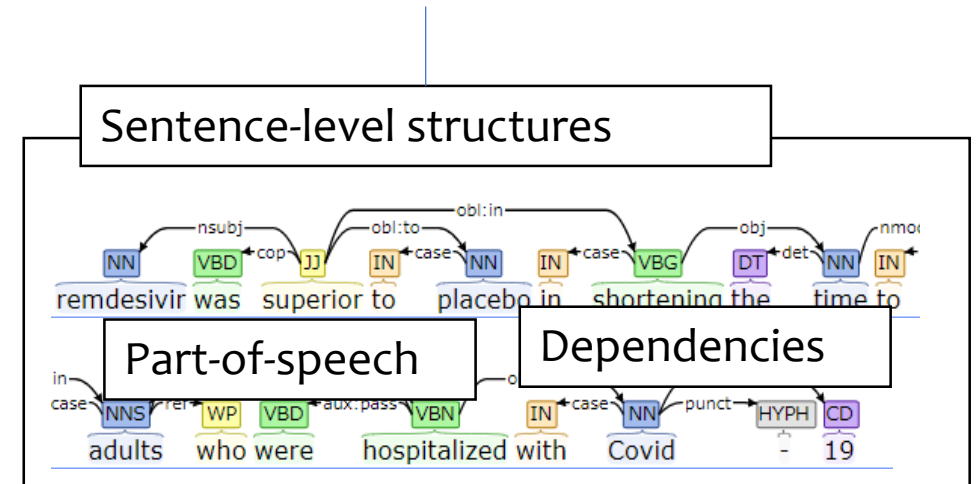 Sentence-level structures
obl:in
nsubj obl:to obj nmod
NN VBD cop JJ IN case NN IN case VBG DT det NN IN
remdesivir was superior to placebo in shortening the time to
Part-of-speech Dependencies
in
case NNS ref WP VBD aux:pass VBN IN case NN punct HYPH CD
adults who were hospitalized with Covid - 19